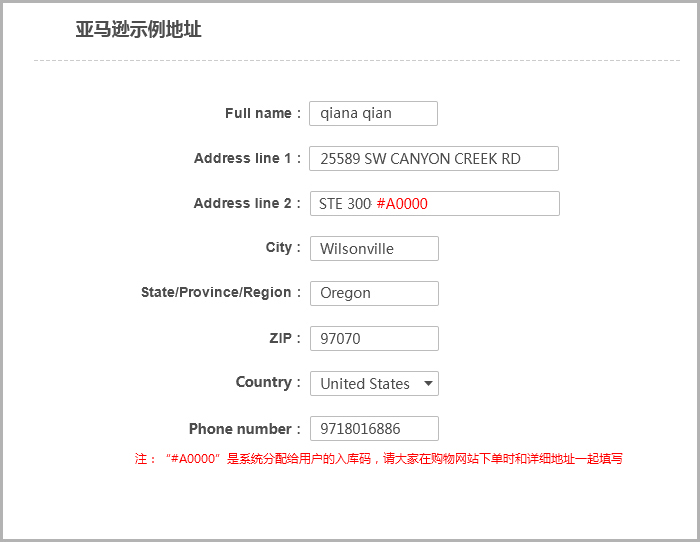 亚马逊示例地址
Full name : qiana qian
Address line 1 : 25589 SW CANYON CREEK RD
Address line 2 : STE 300 #A0000
City : Wilsonville
State/Province/Region : Oregon
ZIP : 97070
Country : United States
Phone number : 9718016886
注：“#A0000”是系统分配给用户的入库码，请大家在购物网站下单时和详细地址一起填写